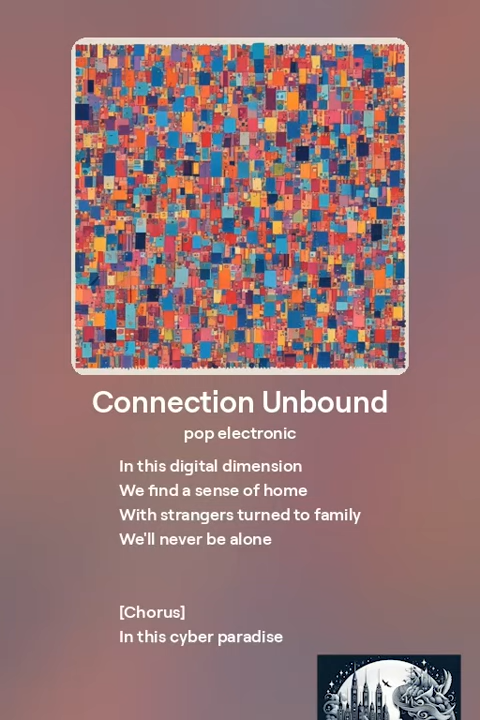 Connection Unbound
pop electronic
In this digital dimension
We find a sense of home
With strangers turned to family
We'll never be alone
[Chorus]
In this cyber paradise